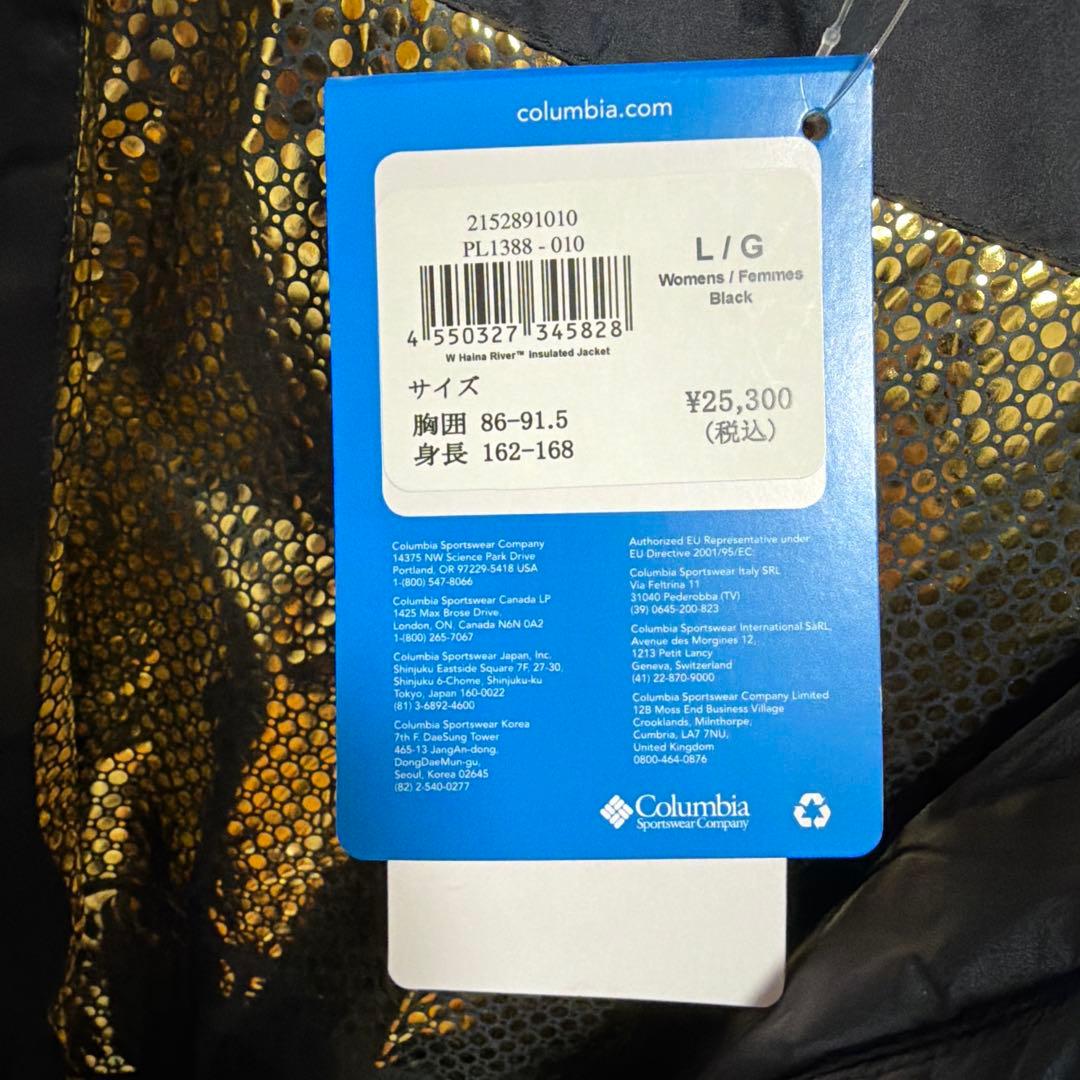 columbia.com
2152891010
PL1388 - 010
4 550327 345828
W Haina River™ Insulated Jacket
L / G
Womens / Femmes
Black
サイズ
胸囲 86-91.5
身長 162-168
¥25,300
(税込)
Columbia Sportswear Company
14375 NW Science Park Drive
Portland, OR 97229-5418 USA
1-(800) 547-8066
Columbia Sportswear Canada LP
1425 Max Brose Drive,
London, ON, Canada N6N 0A2
1-(800) 265-7067
Columbia Sportswear Japan, Inc.
Shinjuku Eastside Square 7F, 27-30,
Shinjuku 6-Chome, Shinjuku-ku
Tokyo, Japan 160-0022
(81) 3-6892-4600
Columbia Sportswear Korea
7th F. DaeSung Tower
465-13 JangAn-dong,
DongDaeMun-gu,
Seoul, Korea 02645
(82) 2-540-0277
Authorized EU Representative under
EU Directive 2001/95/EC:
Columbia Sportswear Italy SRL
Via Feltrina 11
31040 Pederobba (TV)
(39) 0645-200-823
Columbia Sportswear International SàRL,
Avenue des Morgines 12,
1213 Petit Lancy
Geneva, Switzerland
(41) 22-870-9000
Columbia Sportswear Company Limited
12B Moss End Business Village
Crooklands, Milnthorpe,
Cumbria, LA7 7NU,
United Kingdom
0800-464-0876
Columbia
Sportswear Company